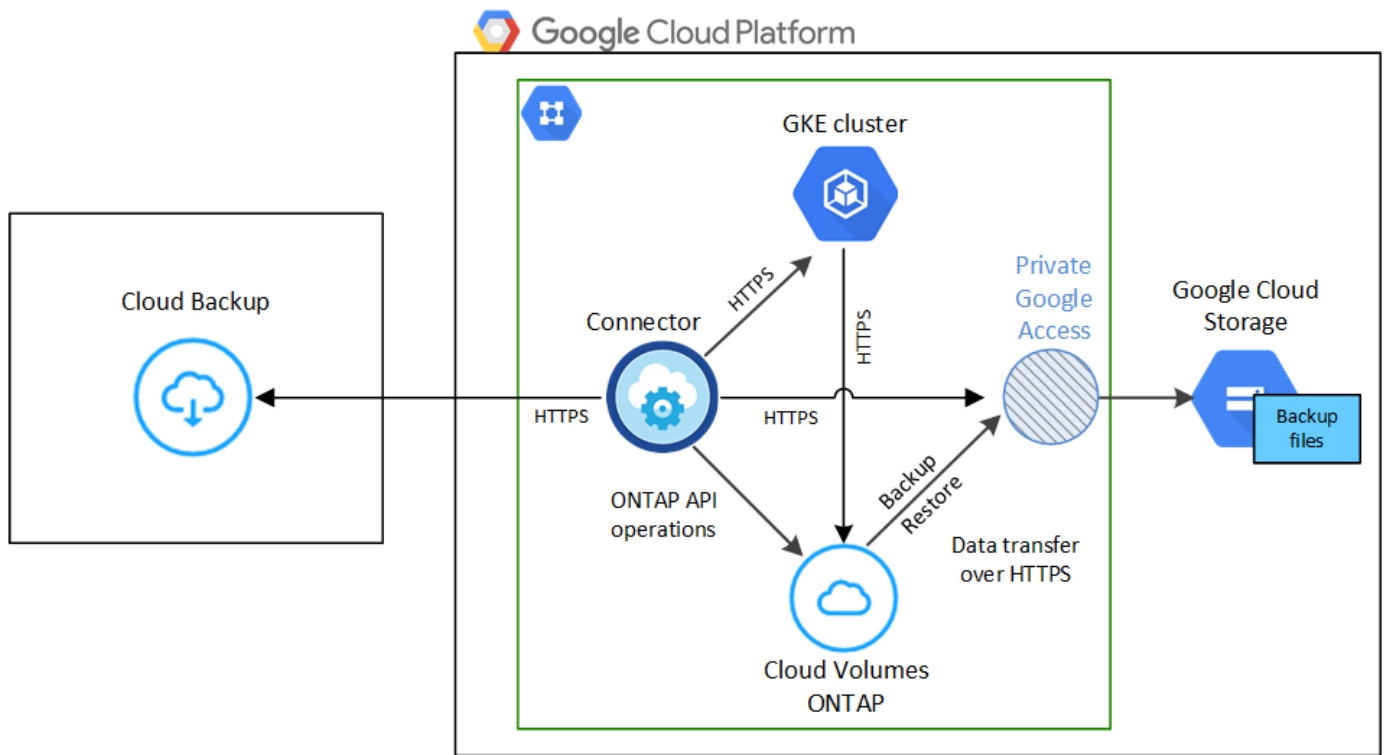 Google Cloud Platform
GKE cluster
Private
Google
Access
Cloud Backup
Google Cloud
Storage
Connector
HTTPS
HTTPS
HTTPS
HTTPS
Backup
files
Backup
Restore
ONTAP API
operations
Data transfer
over HTTPS
Cloud Volumes
ONTAP